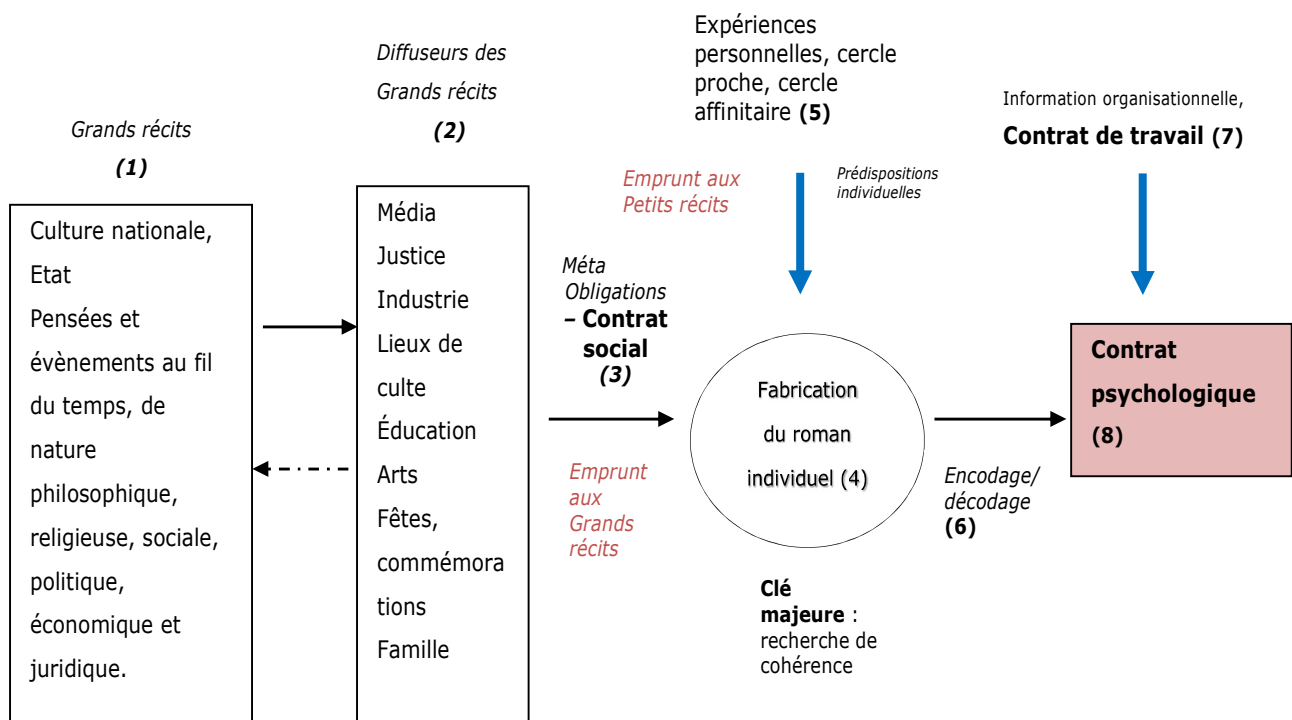 Grands récits
(1)
Culture nationale,
Etat
Pensées et
évènements au fil
du temps, de
nature
philosophique,
religieuse, sociale,
politique,
économique et
juridique.
Diffuseurs des
Grands récits
(2)
Média
Justice
Industrie
Lieux de
culte
Éducation
Arts
Fêtes,
commémora
tions
Famille
Méta
Obligations
– Contrat
social
(3)
Emprunt
aux
Grands
récits
Expériences
personnelles, cercle
proche, cercle
affinitaire (5)
Emprunt aux
Petits récits
Prédispositions
individuelles
Fabrication
du roman
individuel (4)
Clé
majeure :
recherche de
cohérence
Encodage/
décodage
(6)
Information organisationnelle,
Contrat de travail (7)
Contrat
psychologique
(8)